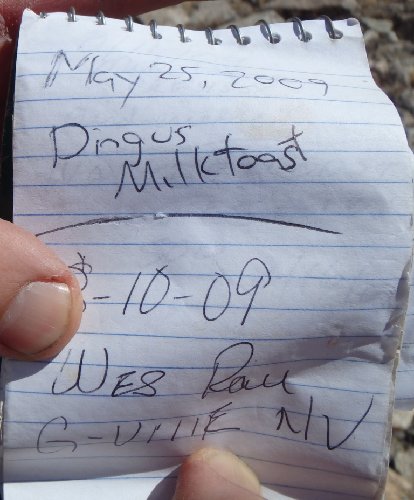 May 25, 2009
Dingus
Milktoast
-10-09
Wes
G-ville NV